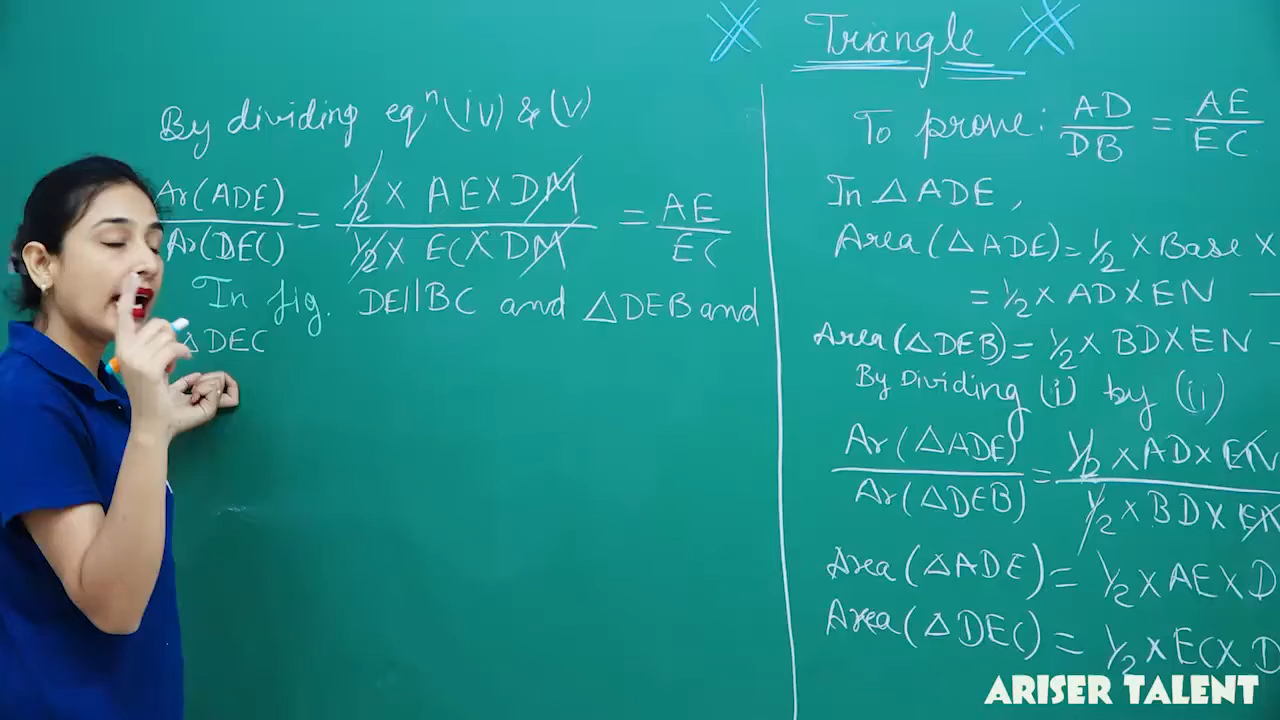 Triangle
By dividing eqⁿ (iv) & (v)
Ar(ADE) / Ar(DEC) = 1/2 X AE X DM / 1/2 X EC X DM = AE / EC
In fig. DE||BC and △DEB and
△DEC
To prove: AD/DB = AE/EC
In △ADE,
Area (△ADE) = 1/2 X Base X
= 1/2 X AD X EN —
Area (△DEB) = 1/2 X BD X EN -
By Dividing (i) by (ii)
Ar (△ADE) / Ar (△DEB) = 1/2 X AD X EN / 1/2 X BD X EN
Area (△ADE) = 1/2 X AE X D
Area (△DEC) = 1/2 X EC X D
ARISER TALENT